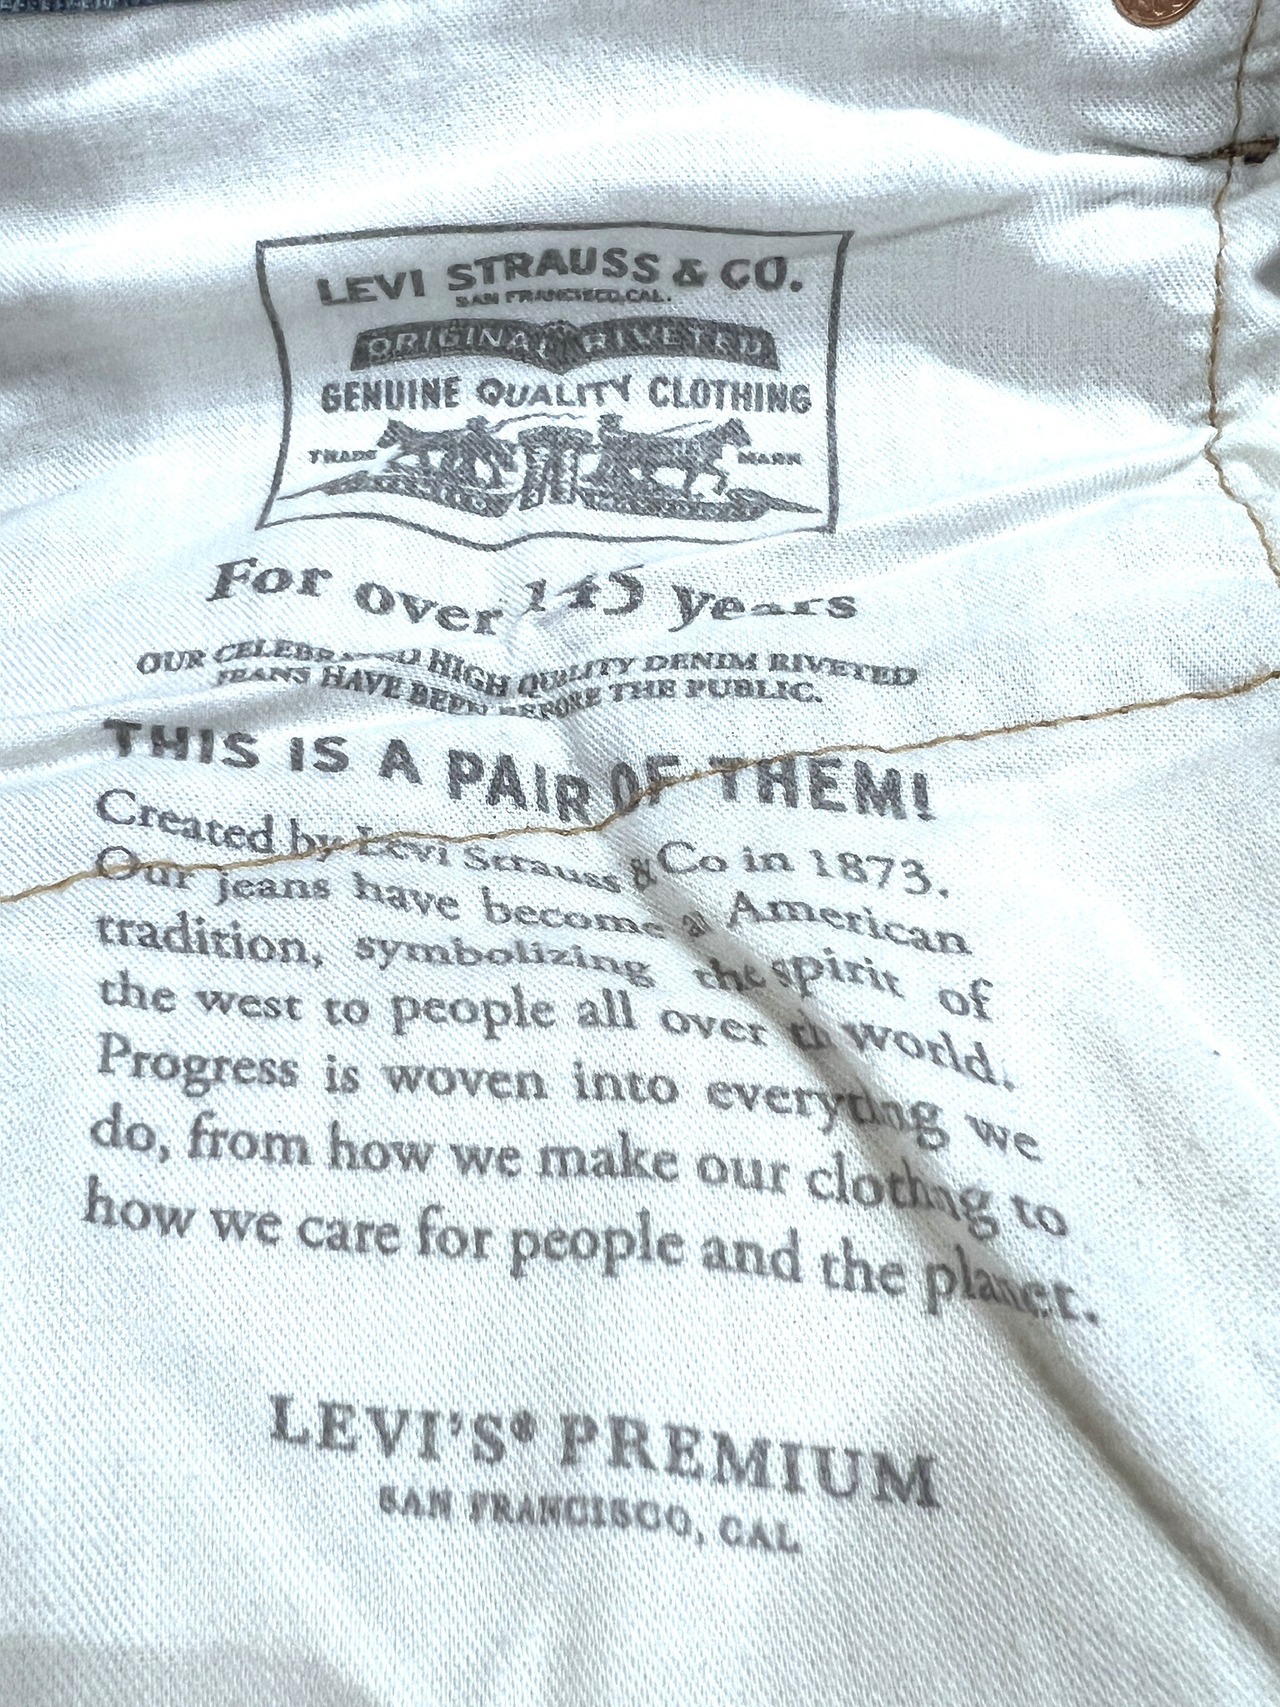 LEVI STRAUSS & CO.
SAN FRANCISCO, CAL.
ORIGINAL RIVETED
GENUINE QUALITY CLOTHING
TRADE MARK
For over 145 years
OUR CELEBRATED HIGH QUALITY DENIM RIVETED
JEANS HAVE BEEN BEFORE THE PUBLIC.
THIS IS A PAIR OF THEM!
Created by Levi Strauss & Co in 1873.
Our jeans have become an American
tradition, symbolizing the spirit of
the west to people all over the world.
Progress is woven into everything we
do, from how we make our clothing to
how we care for people and the planet.
LEVI'S® PREMIUM
SAN FRANCISCO, CAL